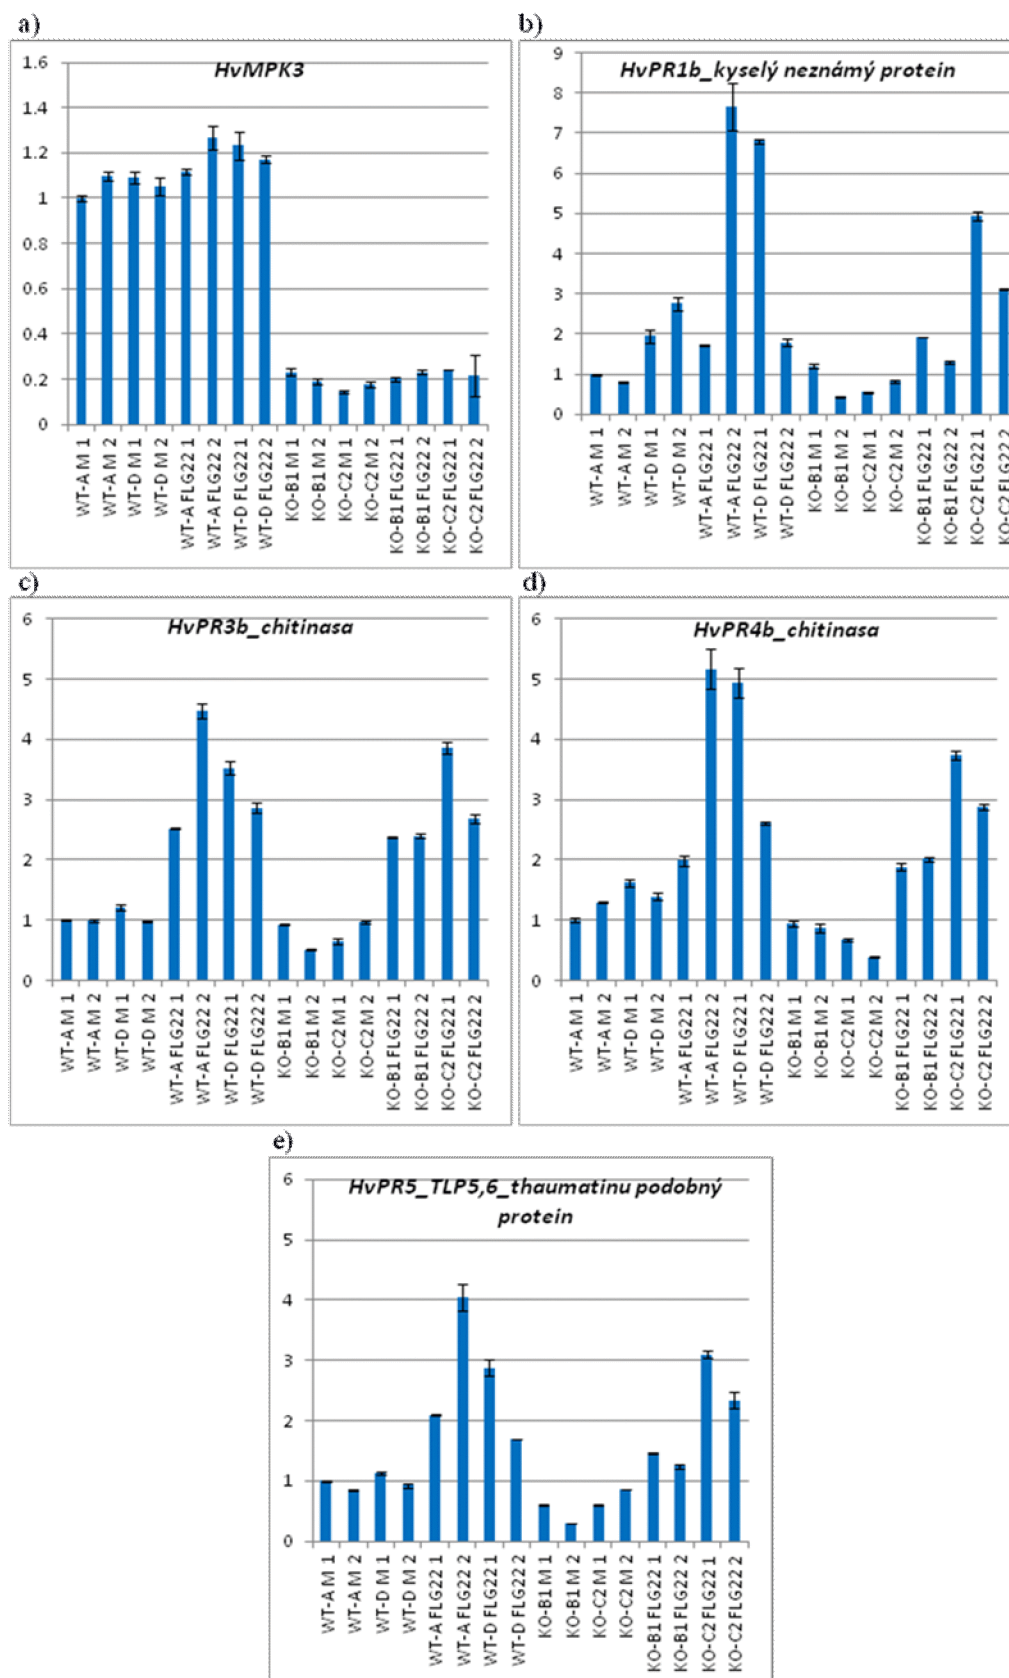 a)
HvMPK3
1.6
1.4
1.2
1
0.8
0.6
0.4
0.2
0
WT-A M 1
WT-A M 2
WT-D M 1
WT-D M 2
WT-A FLG22 1
WT-A FLG22 2
WT-D FLG22 1
WT-D FLG22 2
KO-B1 M 1
KO-B1 M 2
KO-C2 M 1
KO-C2 M 2
KO-B1 FLG22 1
KO-B1 FLG22 2
KO-C2 FLG22 1
KO-C2 FLG22 2
b)
HvPR1b_kyselý neznámý protein
9
8
7
6
5
4
3
2
1
0
WT-A M 1
WT-A M 2
WT-D M 1
WT-D M 2
WT-A FLG22 1
WT-A FLG22 2
WT-D FLG22 1
WT-D FLG22 2
KO-B1 M 1
KO-B1 M 2
KO-C2 M 1
KO-C2 M 2
KO-B1 FLG22 1
KO-B1 FLG22 2
KO-C2 FLG22 1
KO-C2 FLG22 2
c)
HvPR3b_chitinasa
6
5
4
3
2
1
0
WT-A M 1
WT-A M 2
WT-D M 1
WT-D M 2
WT-A FLG22 1
WT-A FLG22 2
WT-D FLG22 1
WT-D FLG22 2
KO-B1 M 1
KO-B1 M 2
KO-C2 M 1
KO-C2 M 2
KO-B1 FLG22 1
KO-B1 FLG22 2
KO-C2 FLG22 1
KO-C2 FLG22 2
d)
HvPR4b_chitinasa
6
5
4
3
2
1
0
WT-A M 1
WT-A M 2
WT-D M 1
WT-D M 2
WT-A FLG22 1
WT-A FLG22 2
WT-D FLG22 1
WT-D FLG22 2
KO-B1 M 1
KO-B1 M 2
KO-C2 M 1
KO-C2 M 2
KO-B1 FLG22 1
KO-B1 FLG22 2
KO-C2 FLG22 1
KO-C2 FLG22 2
e)
HvPR5_TLP5,6_thaumatinu podobný
protein
6
5
4
3
2
1
0
WT-A M 1
WT-A M 2
WT-D M 1
WT-D M 2
WT-A FLG22 1
WT-A FLG22 2
WT-D FLG22 1
WT-D FLG22 2
KO-B1 M 1
KO-B1 M 2
KO-C2 M 1
KO-C2 M 2
KO-B1 FLG22 1
KO-B1 FLG22 2
KO-C2 FLG22 1
KO-C2 FLG22 2